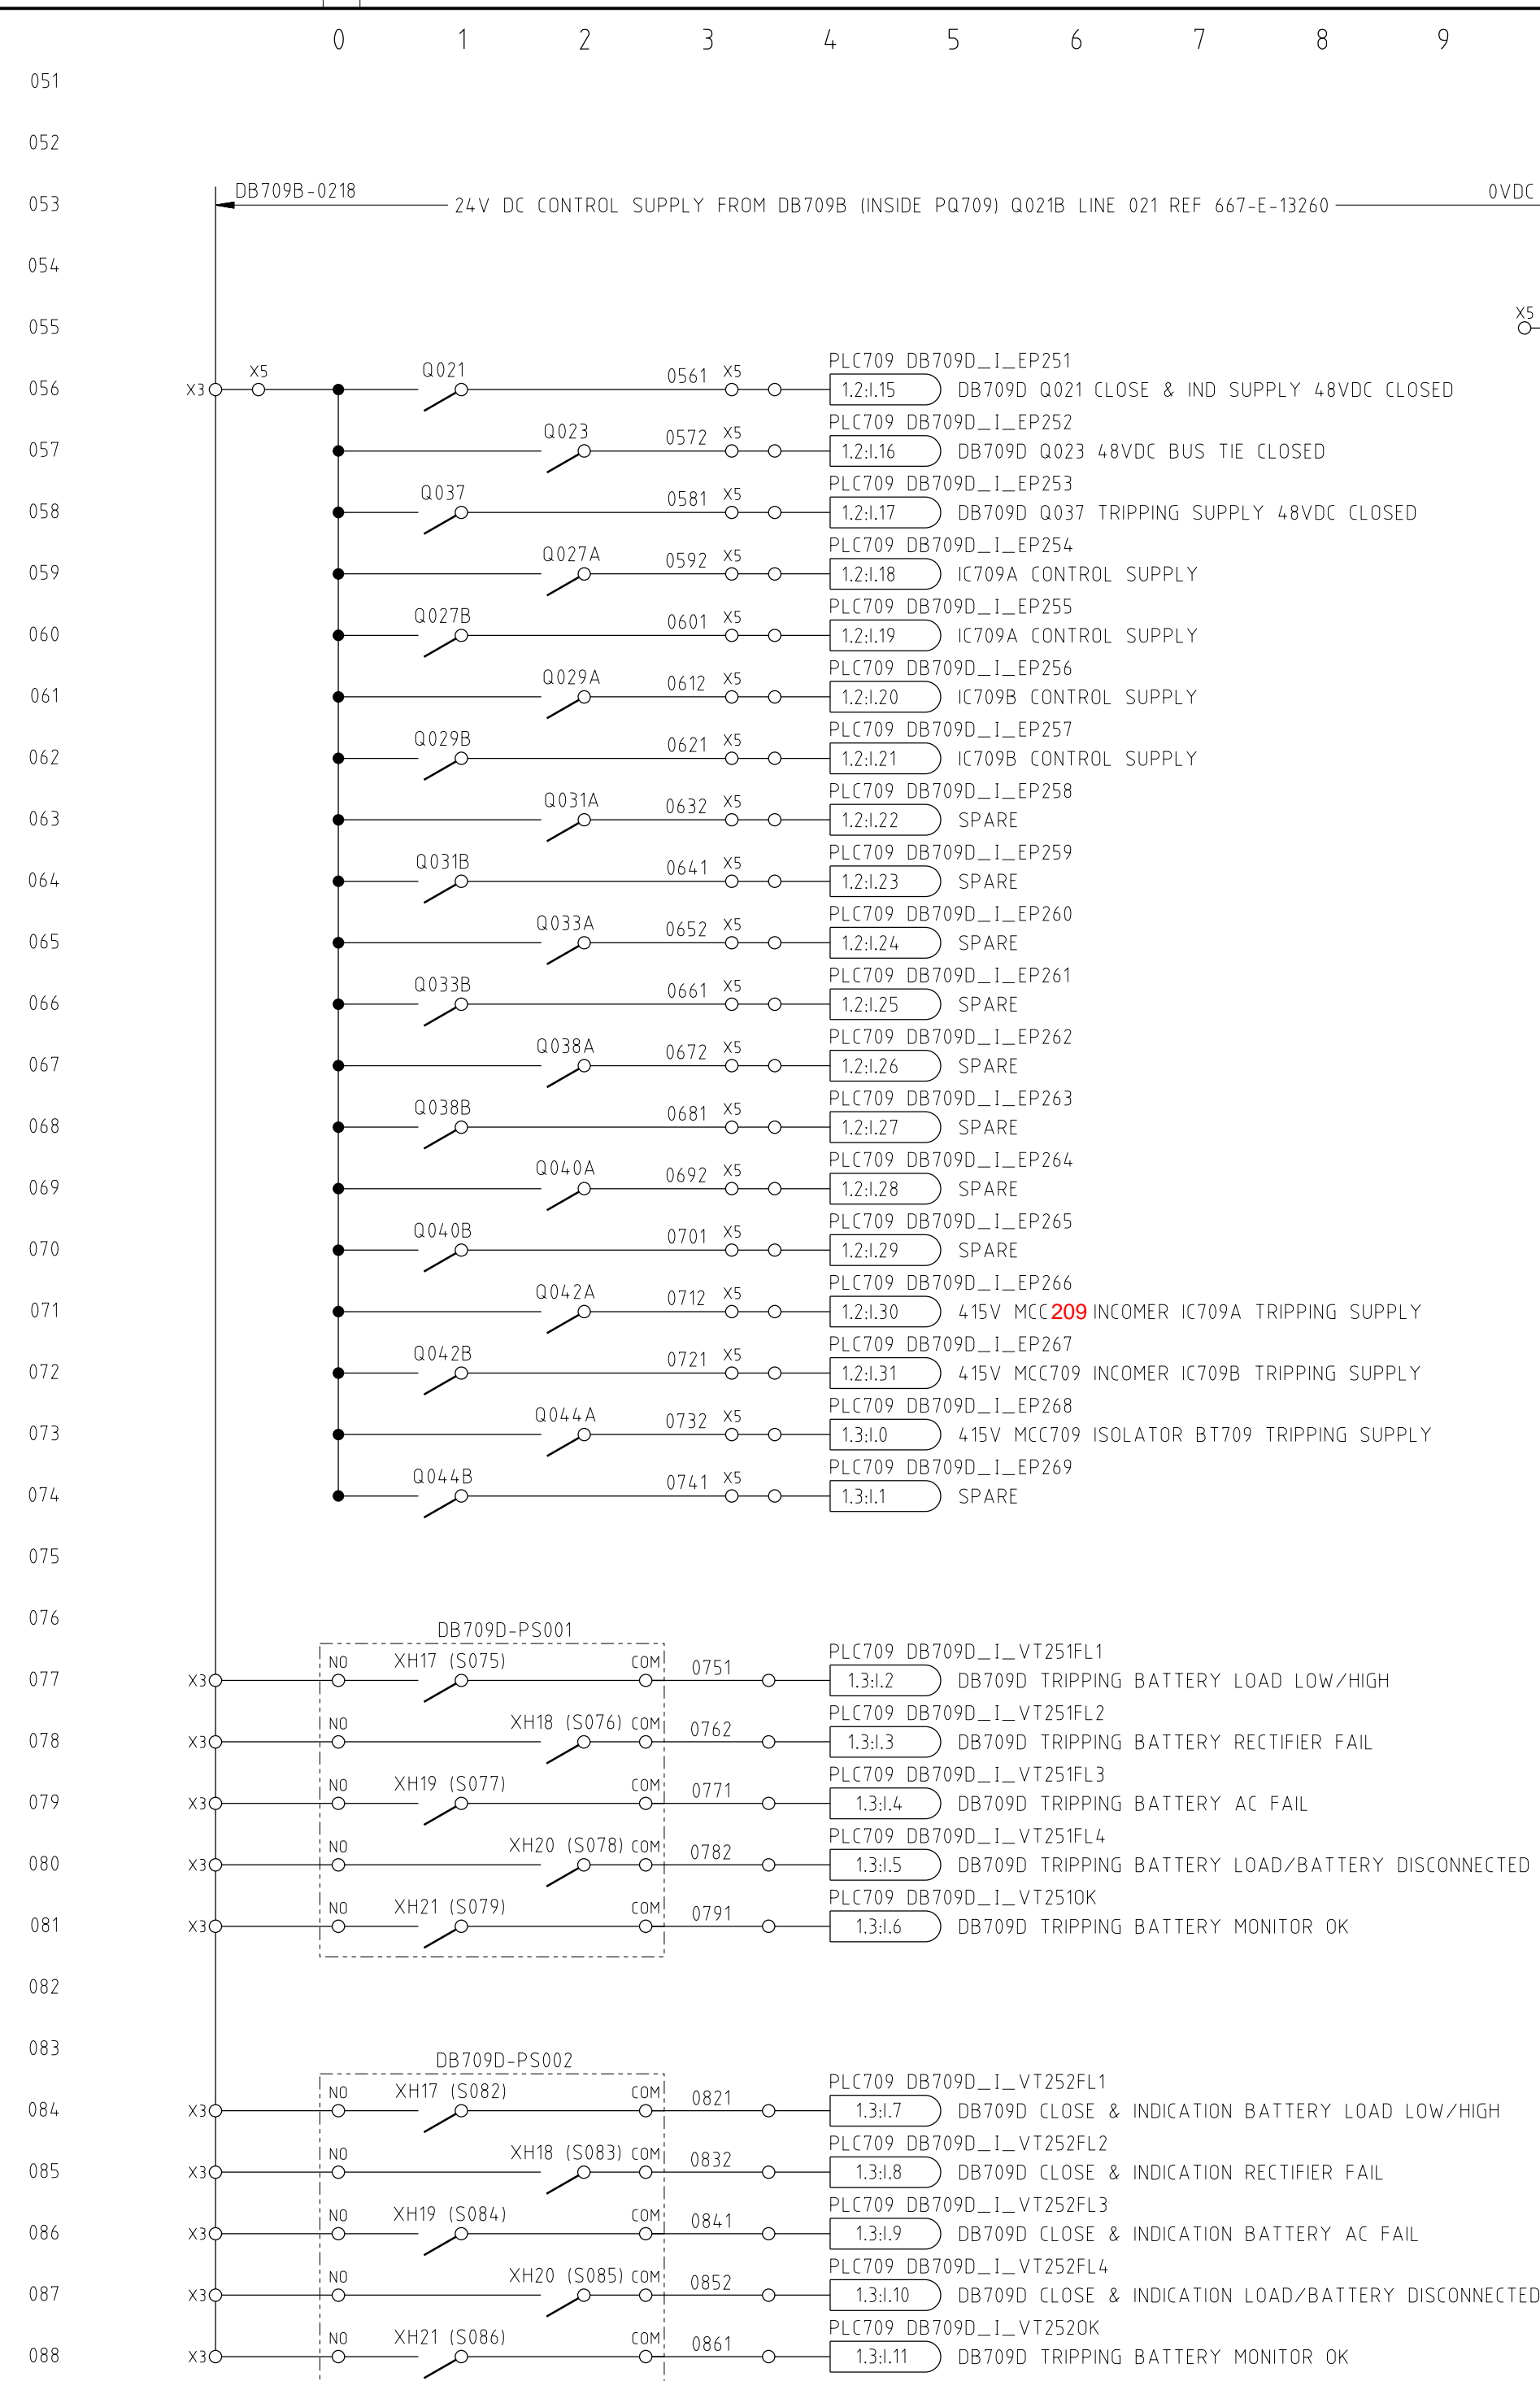 0 1 2 3 4 5 6 7 8 9
051
052
DB709B-0218 0VDC
053 24V DC CONTROL SUPPLY FROM DB709B (INSIDE PQ709) Q021B LINE 021 REF 667-E-13260
054
X5
055
PLC709 DB709D_I_EP251
X5 Q021 0561 X5
056 X3 1.2:I.15 DB709D Q021 CLOSE & IND SUPPLY 48VDC CLOSED
PLC709 DB709D_I_EP252
Q023 0572 X5
057 1.2:I.16 DB709D Q023 48VDC BUS TIE CLOSED
PLC709 DB709D_I_EP253
Q037 0581 X5
058 1.2:I.17 DB709D Q037 TRIPPING SUPPLY 48VDC CLOSED
PLC709 DB709D_I_EP254
Q027A 0592 X5
059 1.2:I.18 IC709A CONTROL SUPPLY
PLC709 DB709D_I_EP255
Q027B 0601 X5
060 1.2:I.19 IC709A CONTROL SUPPLY
PLC709 DB709D_I_EP256
Q029A 0612 X5
061 1.2:I.20 IC709B CONTROL SUPPLY
PLC709 DB709D_I_EP257
Q029B 0621 X5
062 1.2:I.21 IC709B CONTROL SUPPLY
PLC709 DB709D_I_EP258
Q031A 0632 X5
063 1.2:I.22 SPARE
PLC709 DB709D_I_EP259
Q031B 0641 X5
064 1.2:I.23 SPARE
PLC709 DB709D_I_EP260
Q033A 0652 X5
065 1.2:I.24 SPARE
PLC709 DB709D_I_EP261
Q033B 0661 X5
066 1.2:I.25 SPARE
PLC709 DB709D_I_EP262
Q038A 0672 X5
067 1.2:I.26 SPARE
PLC709 DB709D_I_EP263
Q038B 0681 X5
068 1.2:I.27 SPARE
PLC709 DB709D_I_EP264
Q040A 0692 X5
069 1.2:I.28 SPARE
PLC709 DB709D_I_EP265
Q040B 0701 X5
070 1.2:I.29 SPARE
PLC709 DB709D_I_EP266
Q042A 0712 X5
071 1.2:I.30 415V MCC209 INCOMER IC709A TRIPPING SUPPLY
PLC709 DB709D_I_EP267
Q042B 0721 X5
072 1.2:I.31 415V MCC709 INCOMER IC709B TRIPPING SUPPLY
PLC709 DB709D_I_EP268
Q044A 0732 X5
073 1.3:I.0 415V MCC709 ISOLATOR BT709 TRIPPING SUPPLY
PLC709 DB709D_I_EP269
Q044B 0741 X5
074 1.3:I.1 SPARE
075
076
DB709D-PS001
PLC709 DB709D_I_VT251FL1
NO XH17 (S075) COM 0751
077 X3 1.3:I.2 DB709D TRIPPING BATTERY LOAD LOW/HIGH
PLC709 DB709D_I_VT251FL2
NO XH18 (S076) COM 0762
078 X3 1.3:I.3 DB709D TRIPPING BATTERY RECTIFIER FAIL
PLC709 DB709D_I_VT251FL3
NO XH19 (S077) COM 0771
079 X3 1.3:I.4 DB709D TRIPPING BATTERY AC FAIL
PLC709 DB709D_I_VT251FL4
NO XH20 (S078) COM 0782
080 X3 1.3:I.5 DB709D TRIPPING BATTERY LOAD/BATTERY DISCONNECTED
PLC709 DB709D_I_VT251OK
NO XH21 (S079) COM 0791
081 X3 1.3:I.6 DB709D TRIPPING BATTERY MONITOR OK
082
083
DB709D-PS002
PLC709 DB709D_I_VT252FL1
NO XH17 (S082) COM 0821
084 X3 1.3:I.7 DB709D CLOSE & INDICATION BATTERY LOAD LOW/HIGH
PLC709 DB709D_I_VT252FL2
NO XH18 (S083) COM 0832
085 X3 1.3:I.8 DB709D CLOSE & INDICATION RECTIFIER FAIL
PLC709 DB709D_I_VT252FL3
NO XH19 (S084) COM 0841
086 X3 1.3:I.9 DB709D CLOSE & INDICATION BATTERY AC FAIL
PLC709 DB709D_I_VT252FL4
NO XH20 (S085) COM 0852
087 X3 1.3:I.10 DB709D CLOSE & INDICATION LOAD/BATTERY DISCONNECTED
PLC709 DB709D_I_VT252OK
NO XH21 (S086) COM 0861
088 X3 1.3:I.11 DB709D TRIPPING BATTERY MONITOR OK